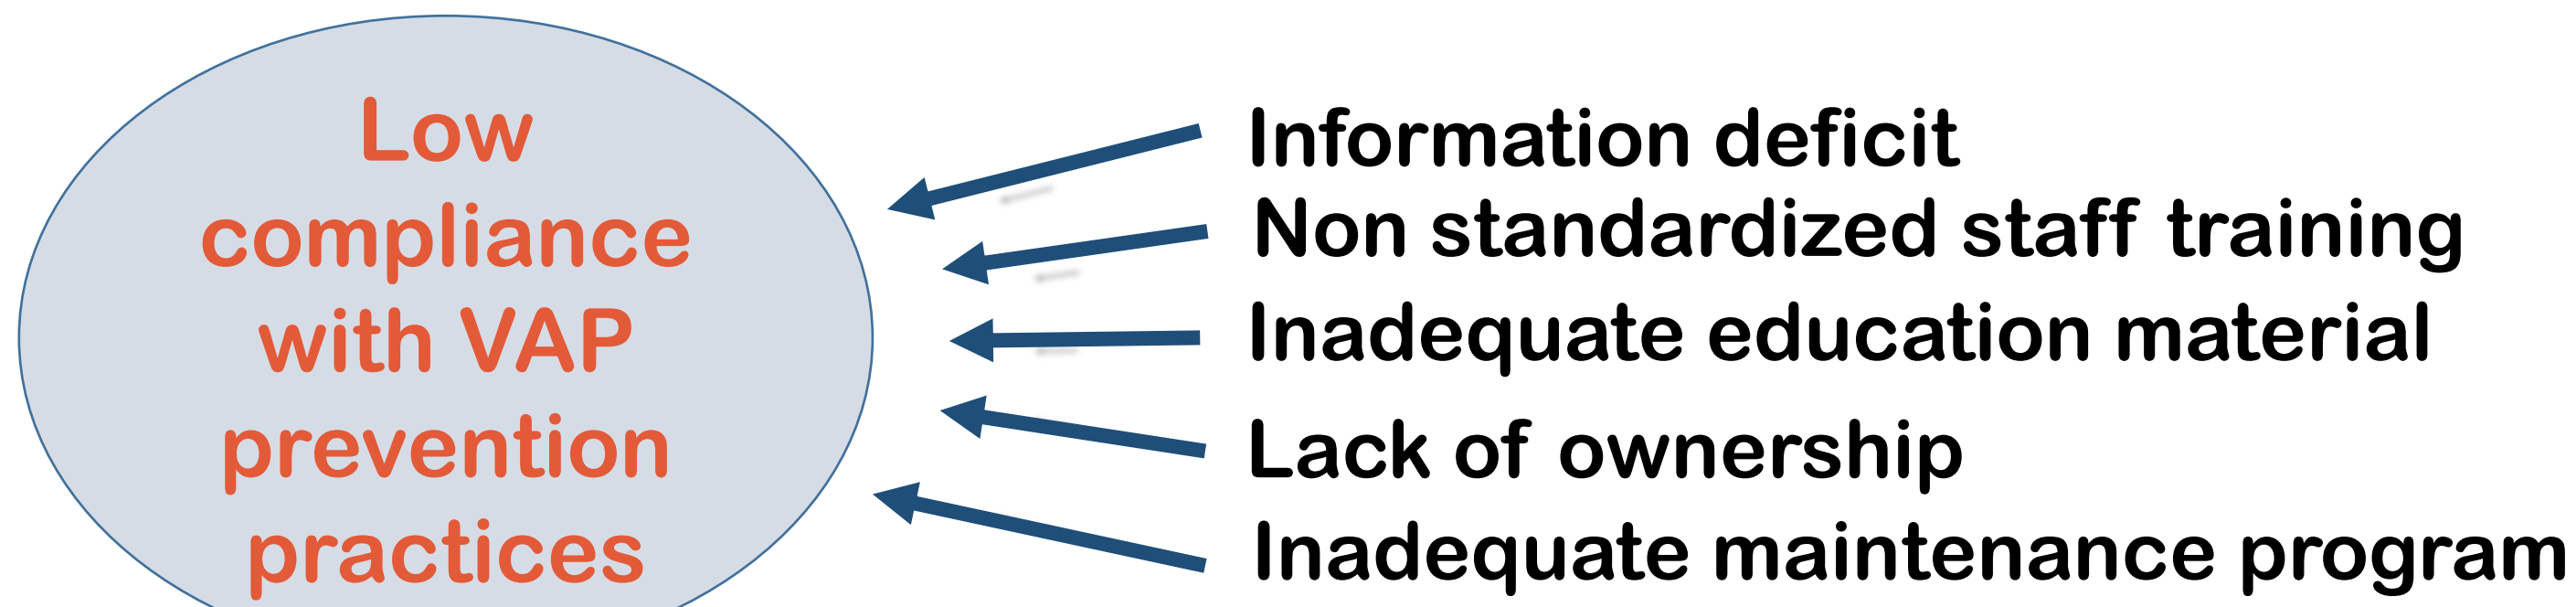 Low
compliance
with VAP
prevention
practices
Information deficit
Non standardized staff training
Inadequate education material
Lack of ownership
Inadequate maintenance program